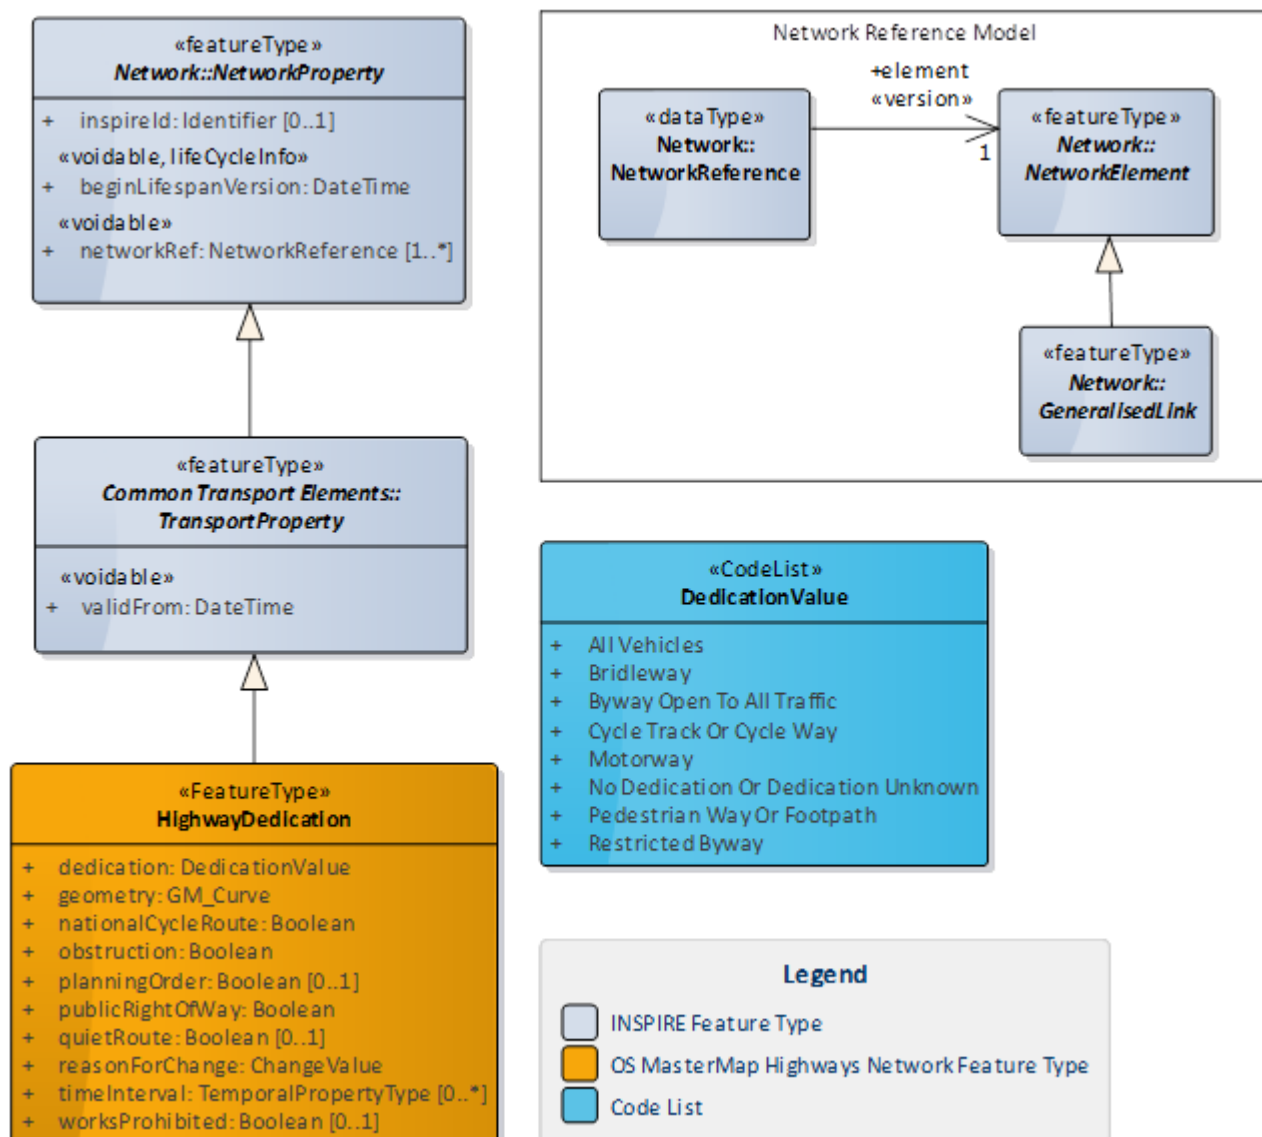 «featureType»
Network::NetworkProperty
+ inspireId: Identifier [0..1]
«voidable, lifeCycleInfo»
+ beginLifespanVersion: DateTime
«voidable»
+ networkRef: NetworkReference [1..*]
«featureType»
Common Transport Elements::
TransportProperty
«voidable»
+ validFrom: DateTime
«FeatureType»
HighwayDedication
+ dedication: DedicationValue
+ geometry: GM_Curve
+ nationalCycleRoute: Boolean
+ obstruction: Boolean
+ planningOrder: Boolean [0..1]
+ publicRightOfWay: Boolean
+ quietRoute: Boolean [0..1]
+ reasonForChange: ChangeValue
+ timeInterval: TemporalPropertyType [0..*]
+ worksProhibited: Boolean [0..1]
Network Reference Model
+element
«version»
1
«dataType»
Network::
NetworkReference
«featureType»
Network::
NetworkElement
«featureType»
Network::
GeneralisedLink
«CodeList»
DedicationValue
+ All Vehicles
+ Bridleway
+ Byway Open To All Traffic
+ Cycle Track Or Cycle Way
+ Motorway
+ No Dedication Or Dedication Unknown
+ Pedestrian Way Or Footpath
+ Restricted Byway
Legend
INSPIRE Feature Type
OS MasterMap Highways Network Feature Type
Code List